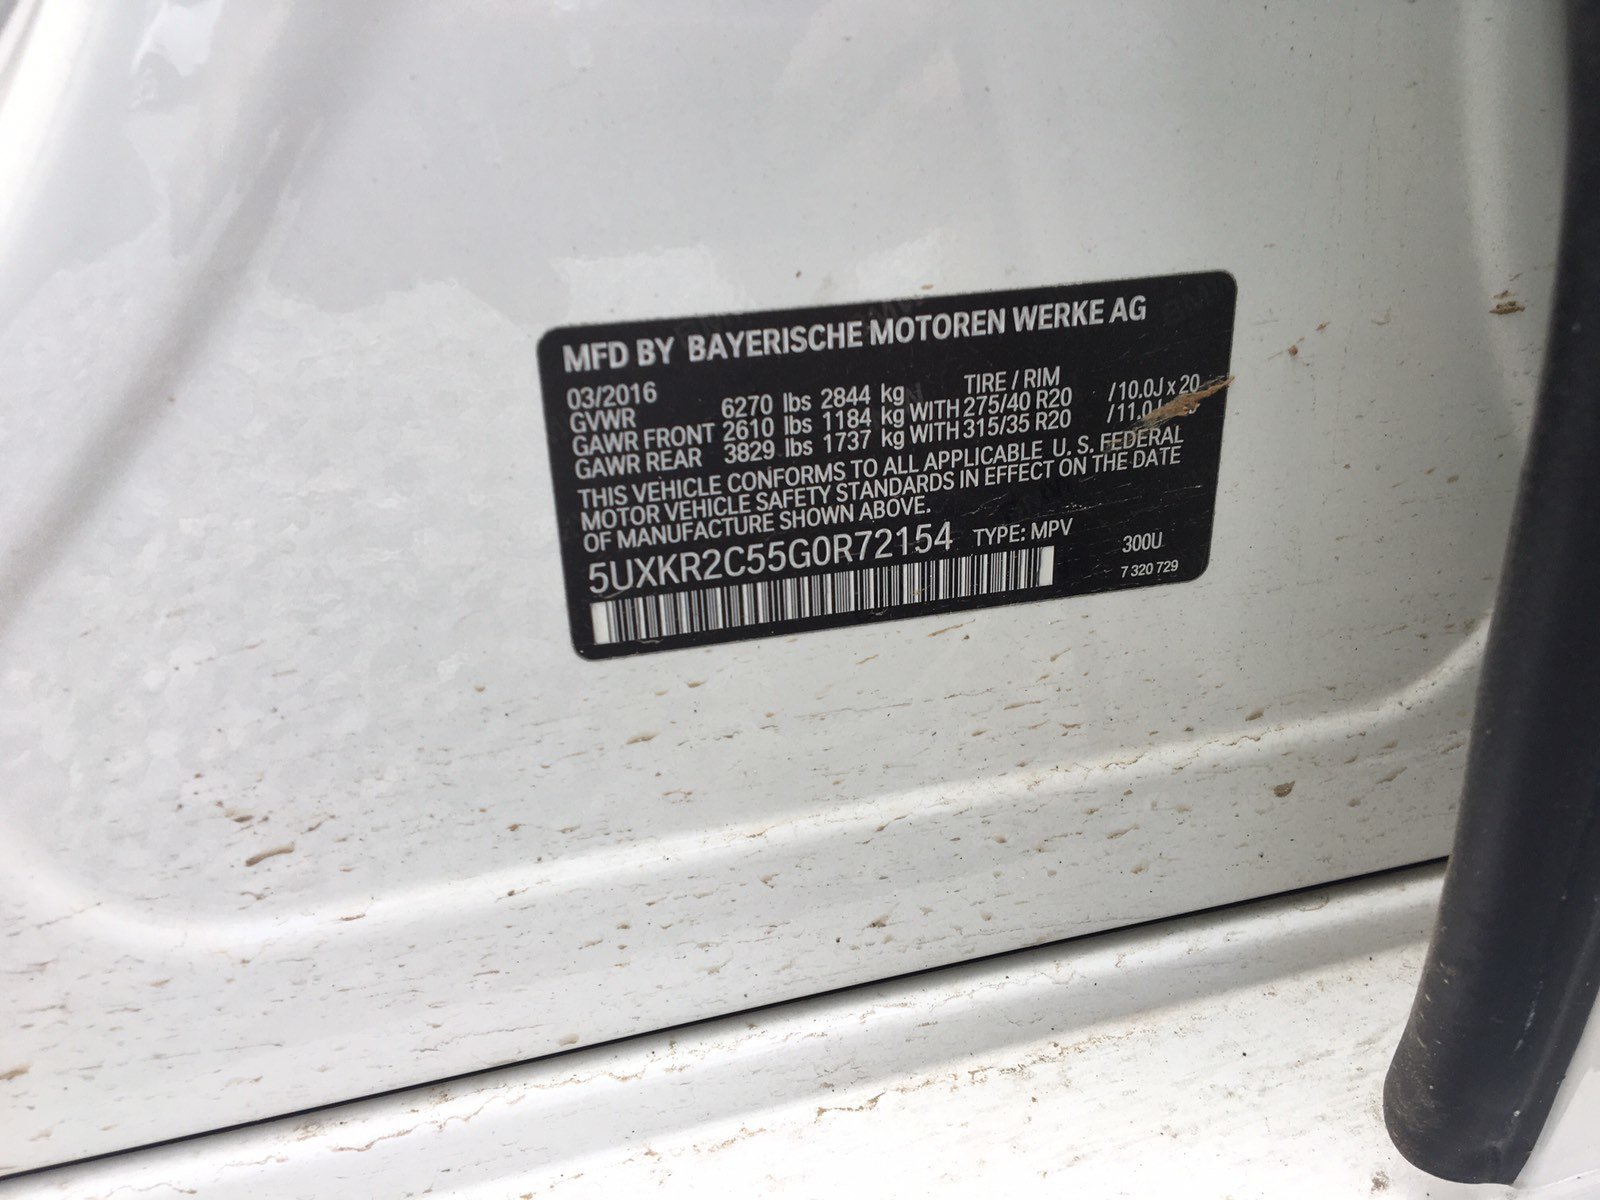 MFD BY BAYERISCHE MOTOREN WERKE AG
03/2016 TIRE / RIM
GVWR 6270 lbs 2844 kg
GAWR FRONT 2610 lbs 1184 kg WITH 275/40 R20 /10.0J x 20
GAWR REAR 3829 lbs 1737 kg WITH 315/35 R20 /11.0J
THIS VEHICLE CONFORMS TO ALL APPLICABLE U. S. FEDERAL
MOTOR VEHICLE SAFETY STANDARDS IN EFFECT ON THE DATE
OF MANUFACTURE SHOWN ABOVE.
5UXKR2C55G0R72154 TYPE: MPV 300U
7 320 729